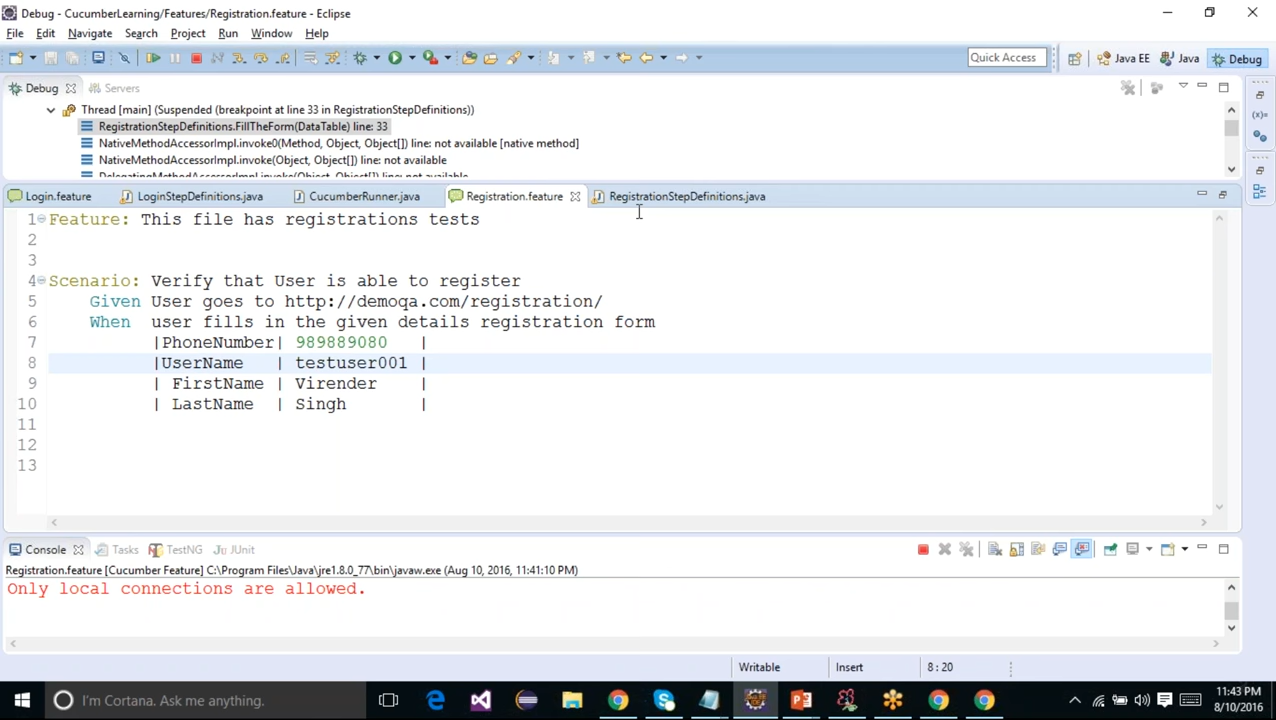 Debug - CucumberLearning/Features/Registration.feature - Eclipse
File Edit Navigate Search Project Run Window Help
Quick Access Java EE Java Debug
Debug Servers
Thread [main] (Suspended (breakpoint at line 33 in RegistrationStepDefinitions))
RegistrationStepDefinitions.FillTheForm(DataTable) line: 33
NativeMethodAccessorImpl.invoke0(Method, Object, Object[]) line: not available [native method]
NativeMethodAccessorImpl.invoke(Object, Object[]) line: not available
DelegatingMethodAccessorImpl.invoke(Object, Object[]) line: not available
Login.feature LoginStepDefinitions.java CucumberRunner.java Registration.feature RegistrationStepDefinitions.java
1 Feature: This file has registrations tests
2
3
4 Scenario: Verify that User is able to register
5 Given User goes to http://demoqa.com/registration/
6 When user fills in the given details registration form
7 |PhoneNumber| 989889080 |
8 |UserName | testuser001 |
9 | FirstName | Virender |
10 | LastName | Singh |
11
12
13
Console Tasks TestNG JUnit
Registration.feature [Cucumber Feature] C:\Program Files\Java\jre1.8.0_77\bin\javaw.exe (Aug 10, 2016, 11:41:10 PM)
Only local connections are allowed.
Writable Insert 8 : 20
I'm Cortana. Ask me anything.
11:43 PM
8/10/2016